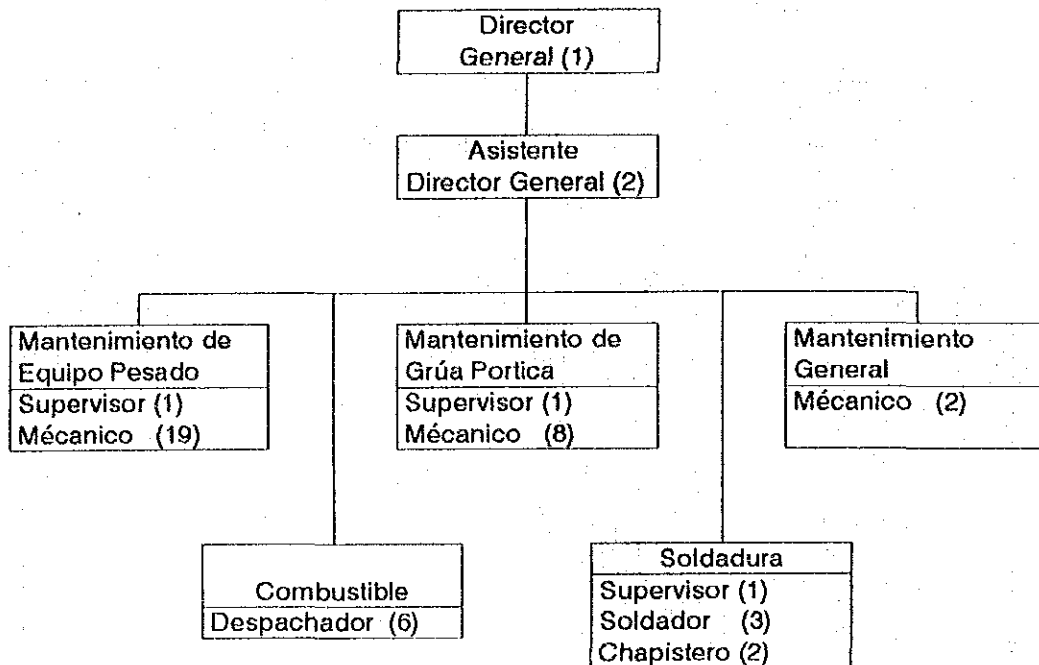 Director
General (1)
Asistente
Director General (2)
Mantenimiento de
Equipo Pesado
Supervisor (1)
Mécanico (19)
Mantenimiento de
Grúa Portica
Supervisor (1)
Mécanico (8)
Mantenimiento
General
Mécanico (2)
Combustible
Despachador (6)
Soldadura
Supervisor (1)
Soldador (3)
Chapistero (2)